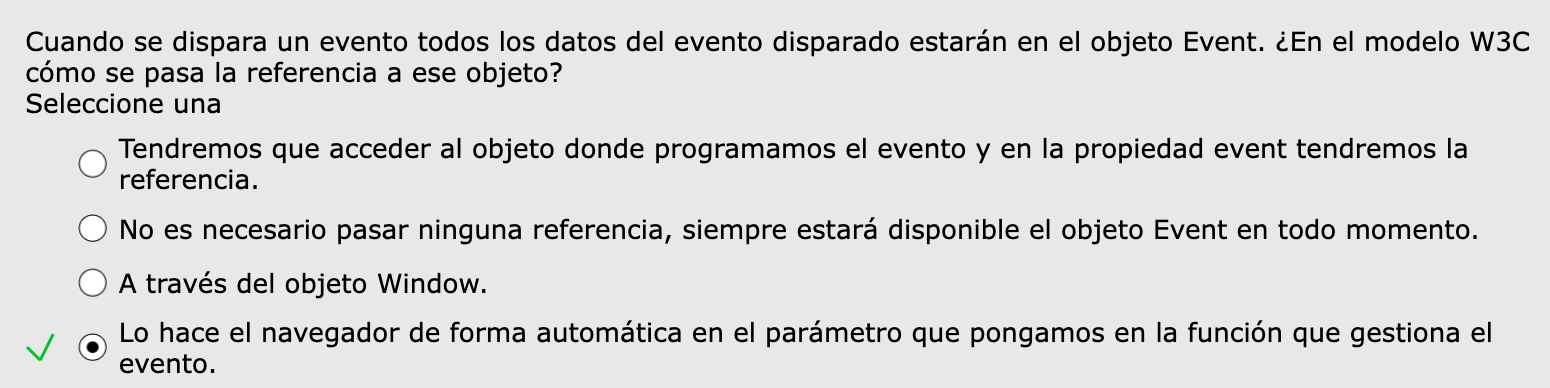 Cuando se dispara un evento todos los datos del evento disparado estarán en el objeto Event. ¿En el modelo W3C
cómo se pasa la referencia a ese objeto?
Seleccione una
Tendremos que acceder al objeto donde programamos el evento y en la propiedad event tendremos la
referencia.
No es necesario pasar ninguna referencia, siempre estará disponible el objeto Event en todo momento.
A través del objeto Window.
Lo hace el navegador de forma automática en el parámetro que pongamos en la función que gestiona el
evento.